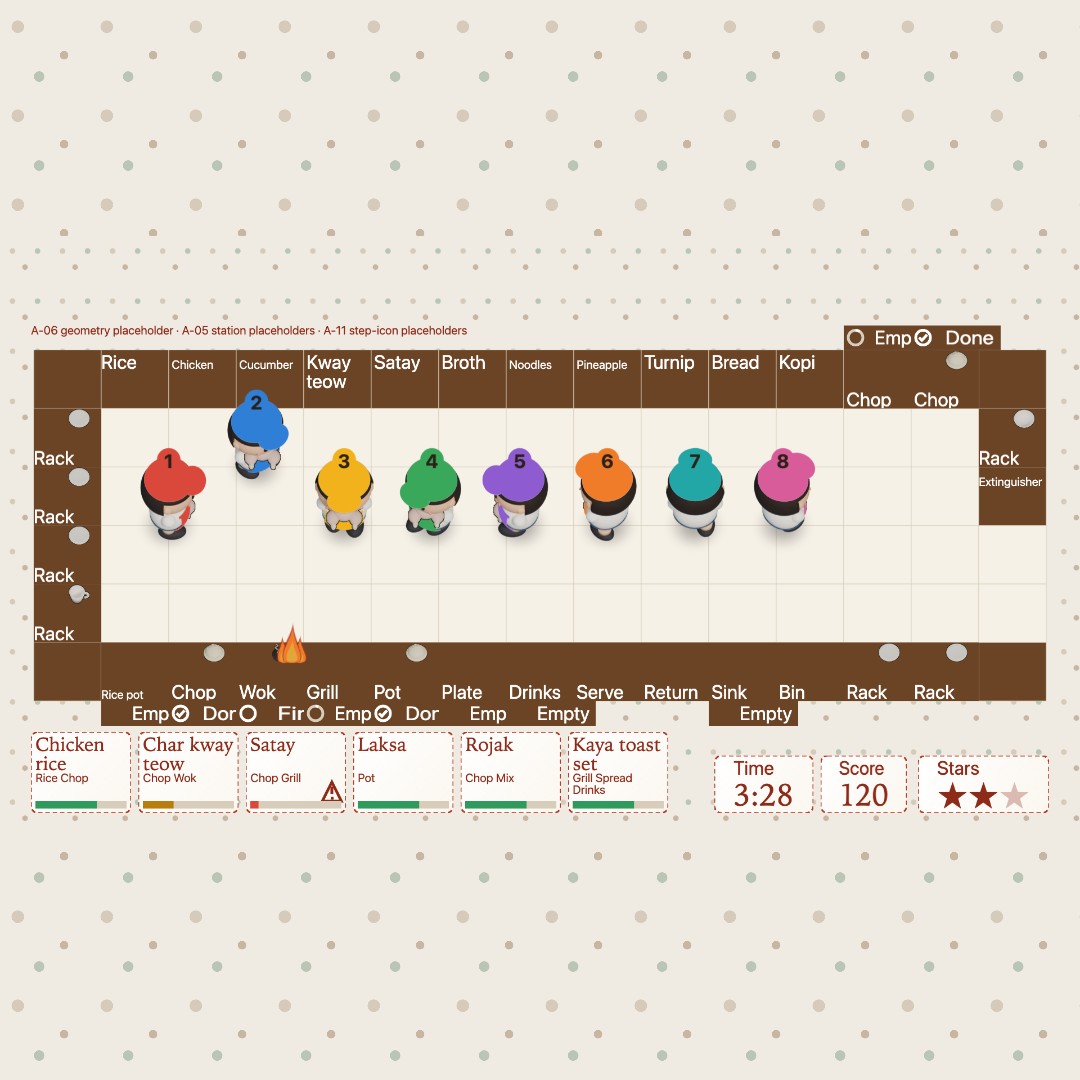 A-06 geometry placeholder · A-05 station placeholders · A-11 step-icon placeholders
Emp Done
Rice Chicken Cucumber Kway teow Satay Broth Noodles Pineapple Turnip Bread Kopi
Chop Chop
2
Rack Rack
1 3 4 5 6 7 8
Extinguisher
Rack
Rack
Rack
Rice pot Chop Wok Grill Pot Plate Drinks Serve Return Sink Bin Rack Rack
Emp Dor Fir Emp Dor Emp Empty Empty
Chicken rice
Rice Chop
Char kway teow
Chop Wok
Satay
Chop Grill
Laksa
Pot
Rojak
Chop Mix
Kaya toast set
Grill Spread
Drinks
Time
3:28
Score
120
Stars